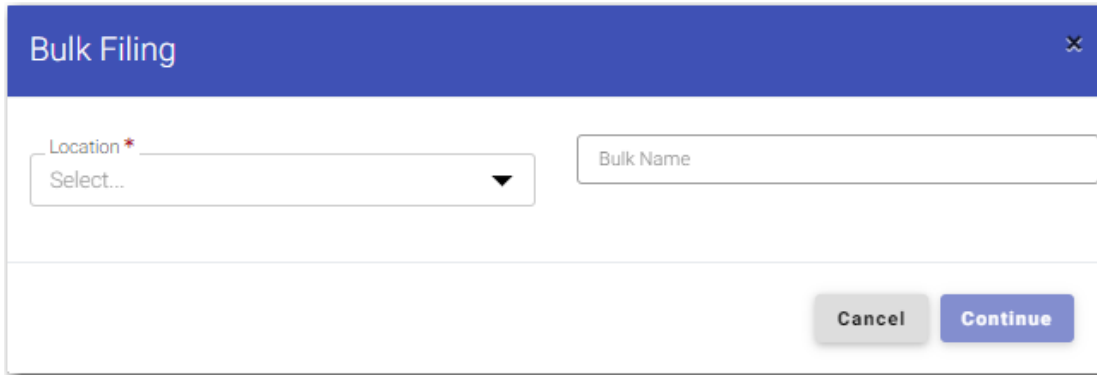 Bulk Filing
Location *
Select...
Bulk Name
Cancel
Continue